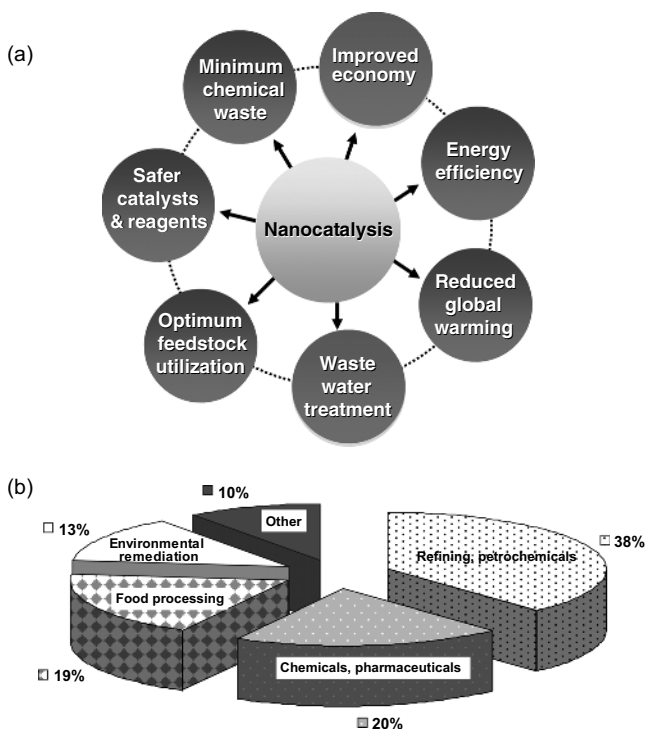 (a)
Improved
economy
Minimum
chemical
waste
Energy
efficiency
Safer
catalysts
& reagents
Nanocatalysis
Reduced
global
warming
Optimum
feedstock
utilization
Waste
water
treatment
(b)
10%
Other
13%
Environmental
remediation
38%
Refining, petrochemicals
Food processing
Chemicals, pharmaceuticals
19%
20%